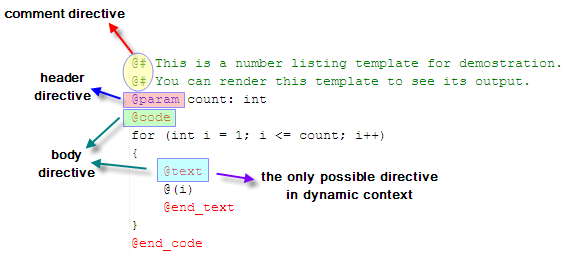 comment directive
@# This is a number listing template for demostration.
@# You can render this template to see its output.
header
directive
@param count: int
@code
for (int i = 1; i <= count; i++)
{
body
directive
@text
the only possible directive
in dynamic context
@(i)
@end_text
}
@end_code